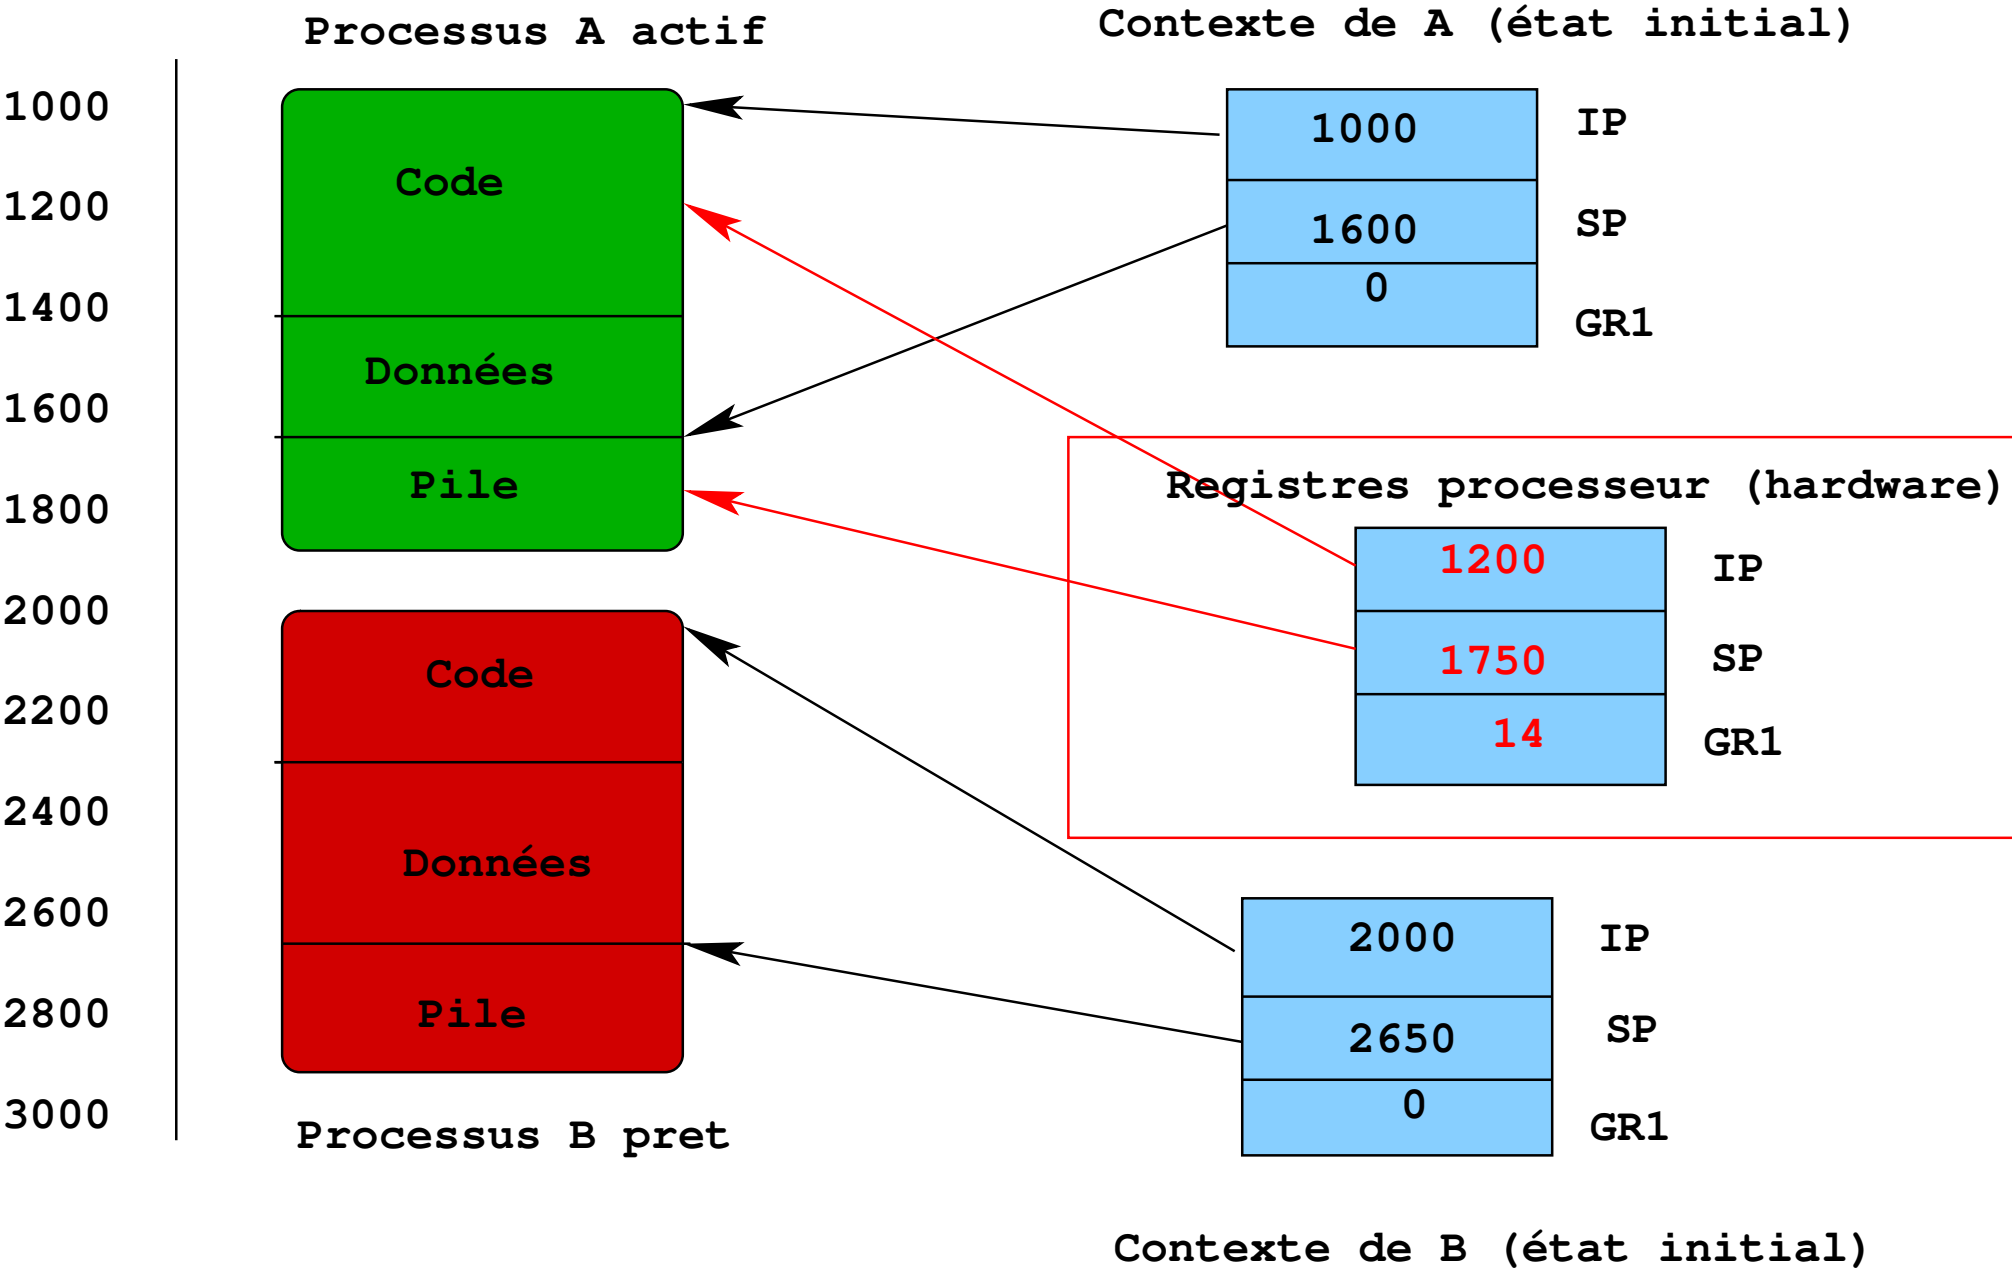 Processus A actif
Contexte de A (état initial)
1000
1200
1400
1600
1800
2000
2200
2400
2600
2800
3000
Code
Données
Pile
Code
Données
Pile
Processus B pret
1000 IP
1600 SP
0 GR1
Registres processeur (hardware)
1200 IP
1750 SP
14 GR1
2000 IP
2650 SP
0 GR1
Contexte de B (état initial)